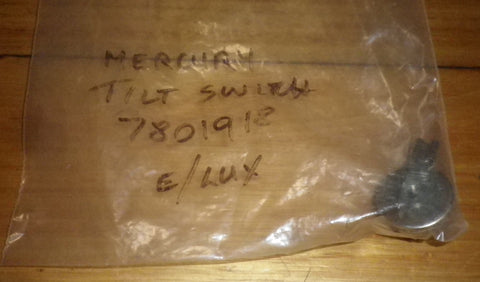 MERCURY
TILT SWITCH
7801918
E/LUX